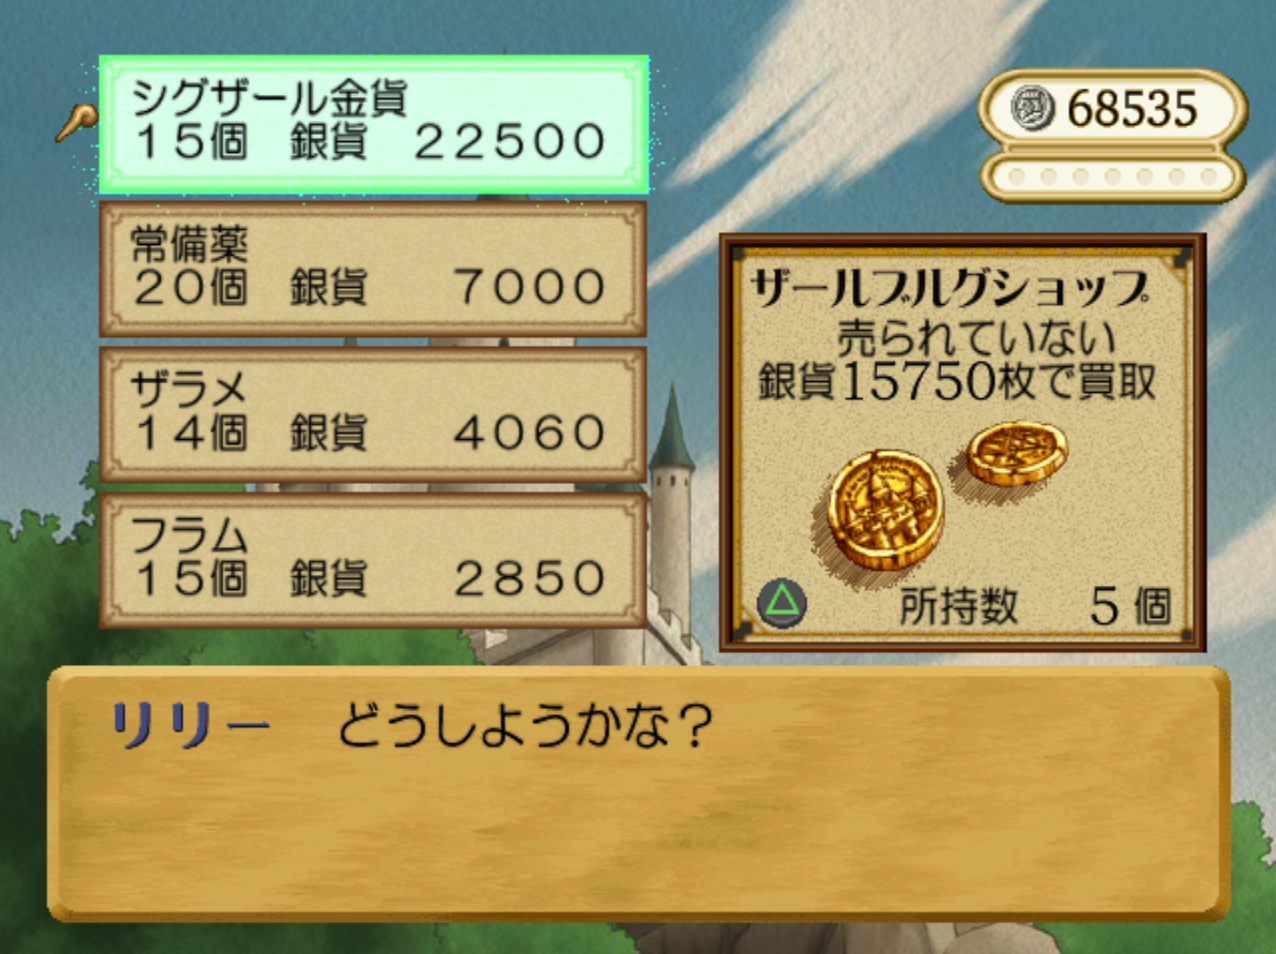 シグザール金貨
15個 銀貨 22500
常備薬
20個 銀貨 7000
ザラメ
14個 銀貨 4060
フラム
15個 銀貨 2850
68535
ザールブルグショップ
売られていない
銀貨15750枚で買取
所持数 5個
リリー どうしようかな？